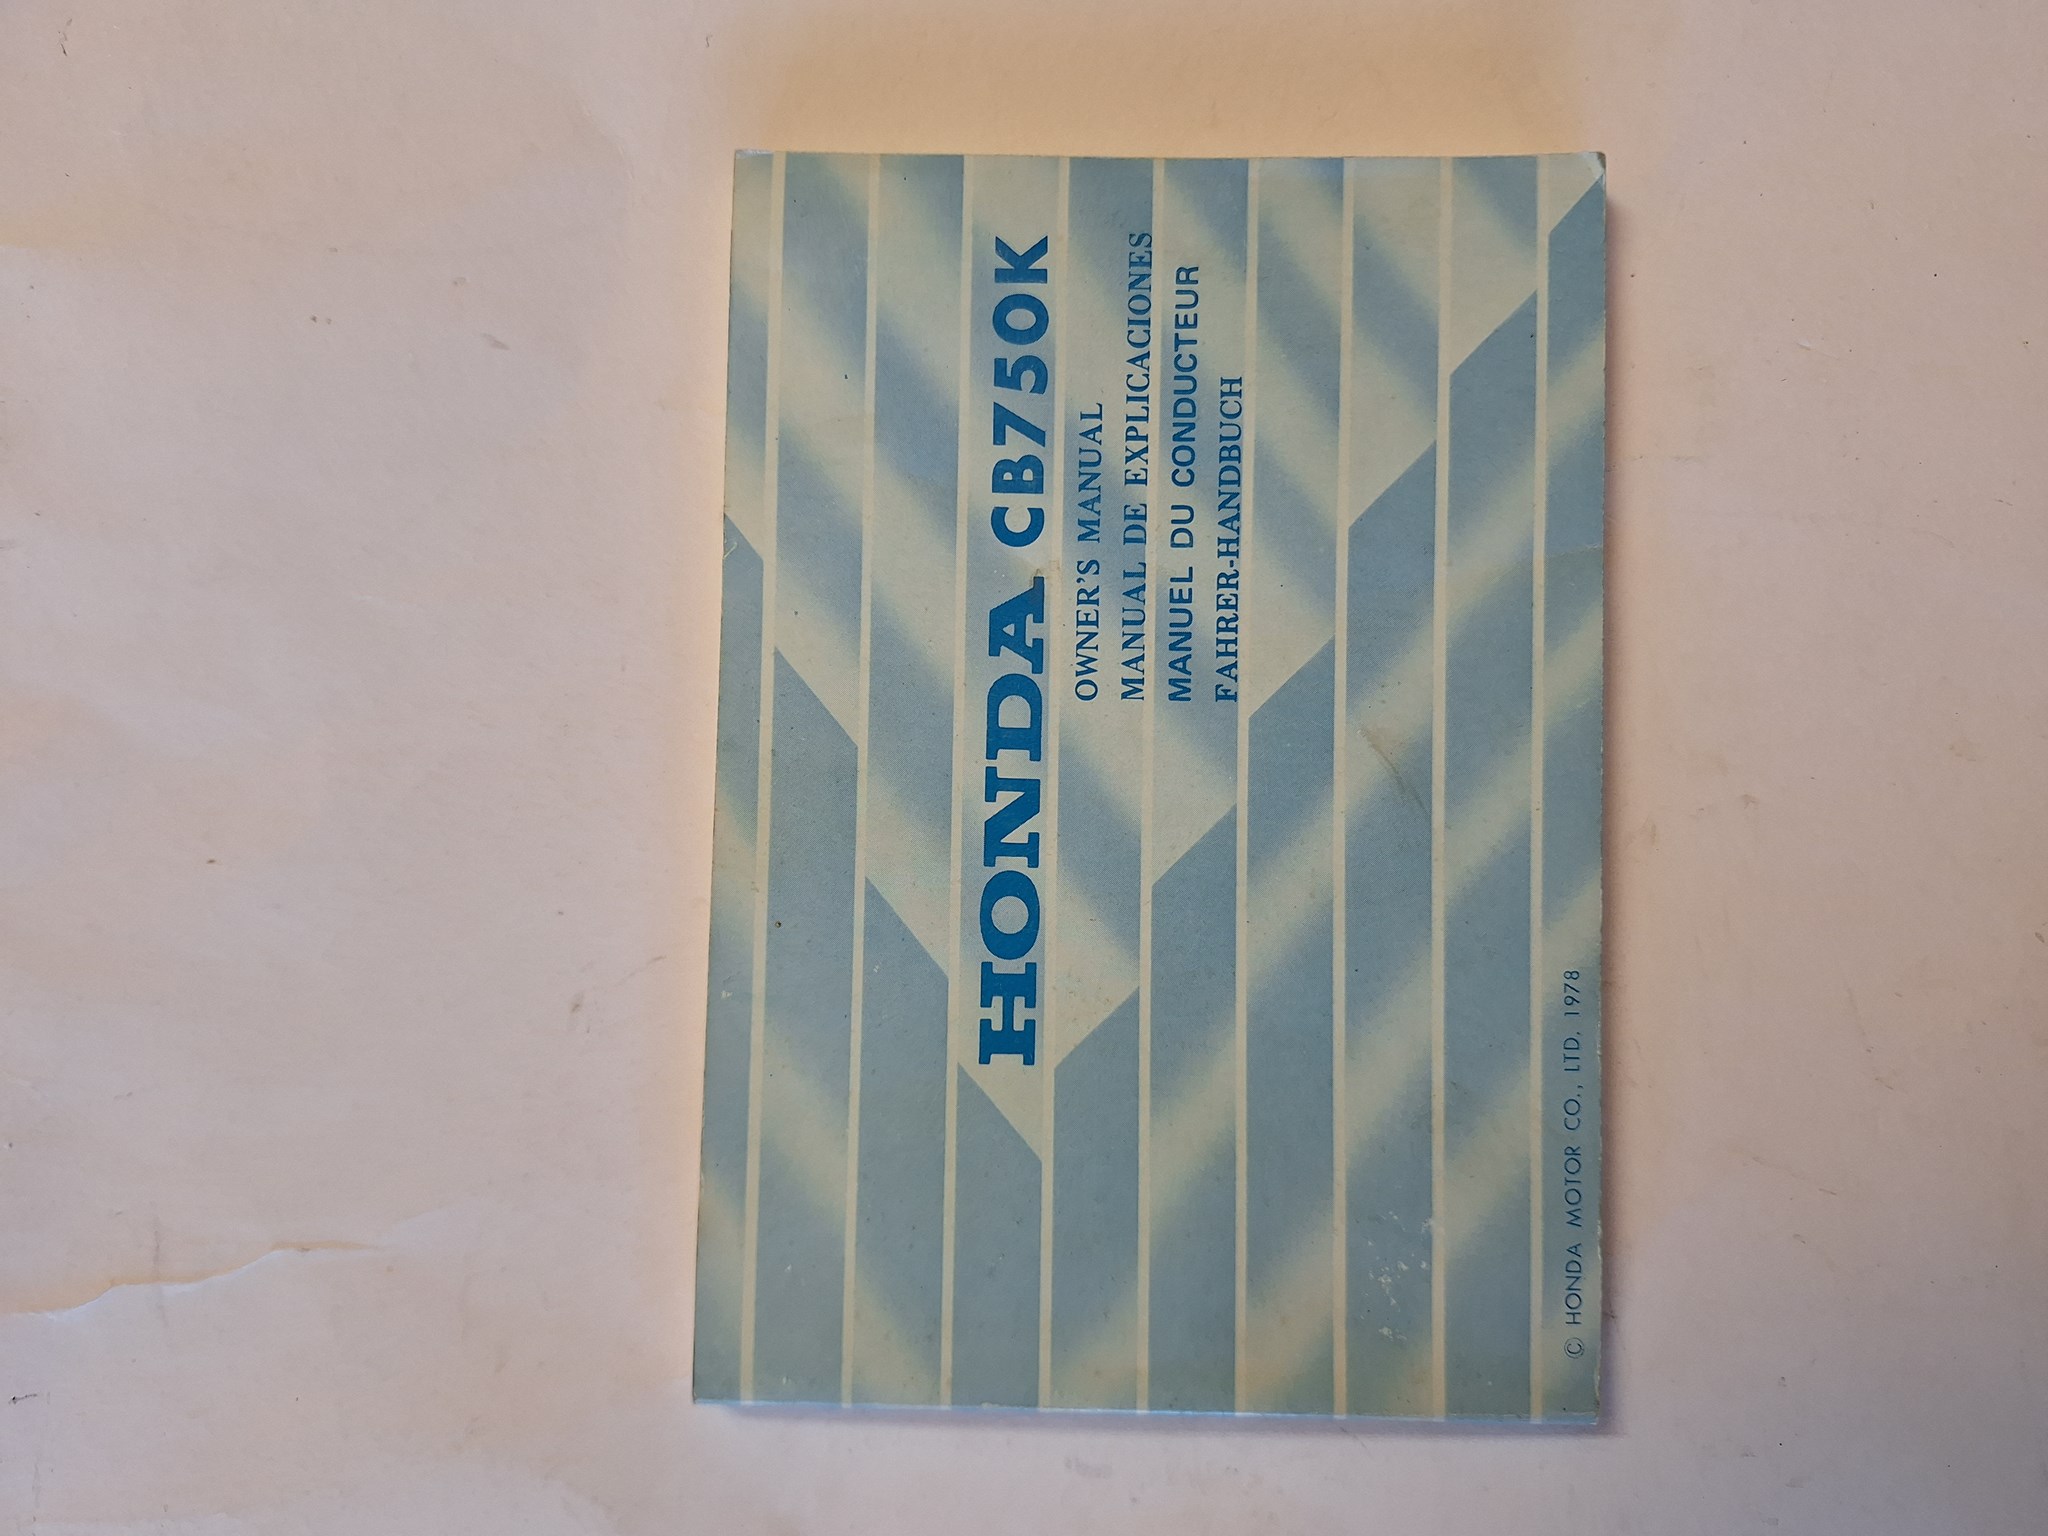 HONDA CB750K
OWNER'S MANUAL
MANUAL DE EXPLICACIONES
MANUEL DU CONDUCTEUR
FAHRER-HANDBUCH
© HONDA MOTOR CO., LTD. 1978